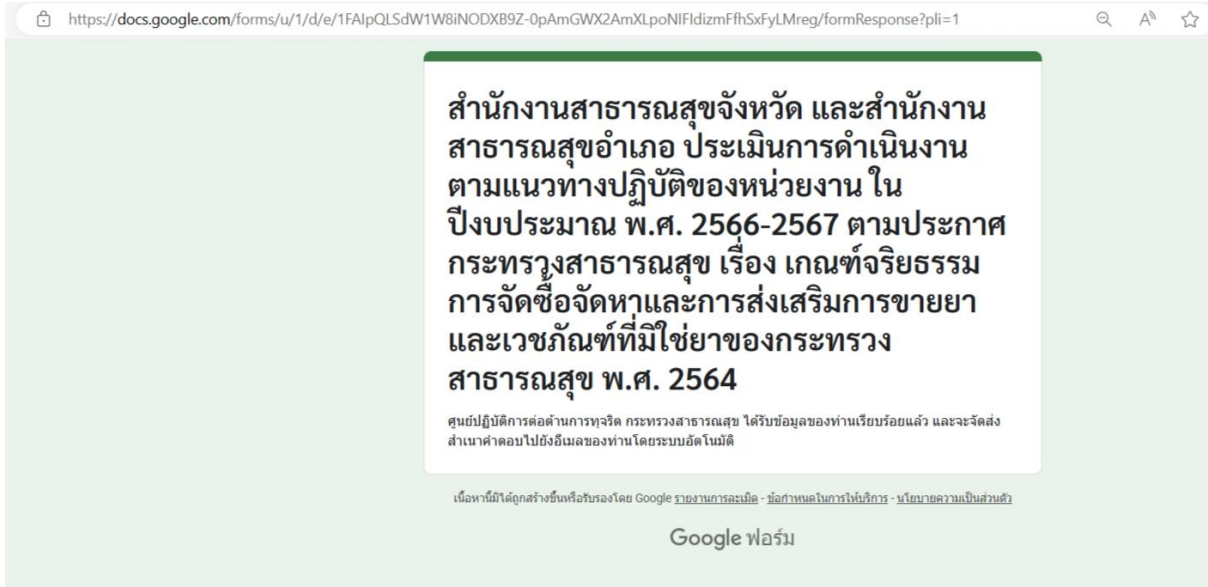 https://docs.google.com/forms/u/1/d/e/1FAIpQLSdW1W8iNODXB9Z-0pAmGWX2AmXLpoNIFIdizmFfhSxFyLMreg/formResponse?pli=1
สำนักงานสาธารณสุขจังหวัด และสำนักงาน
สาธารณสุขอำเภอ ประเมินการดำเนินงาน
ตามแนวทางปฏิบัติของหน่วยงาน ใน
ปีงบประมาณ พ.ศ. 2566-2567 ตามประกาศ
กระทรวงสาธารณสุข เรื่อง เกณฑ์จริยธรรม
การจัดซื้อจัดหาและการส่งเสริมการขายยา
และเวชภัณฑ์ที่มิใช่ยาของกระทรวง
สาธารณสุข พ.ศ. 2564
ศูนย์ปฏิบัติการต่อต้านการทุจริต กระทรวงสาธารณสุข ได้รับข้อมูลของท่านเรียบร้อยแล้ว และจะจัดส่ง
สำเนาคำตอบไปยังอีเมลของท่านโดยระบบอัตโนมัติ
เนื้อหานี้มิได้ถูกสร้างขึ้นหรือรับรองโดย Google รายงานการละเมิด - ข้อกำหนดในการให้บริการ - นโยบายความเป็นส่วนตัว
Google ฟอร์ม